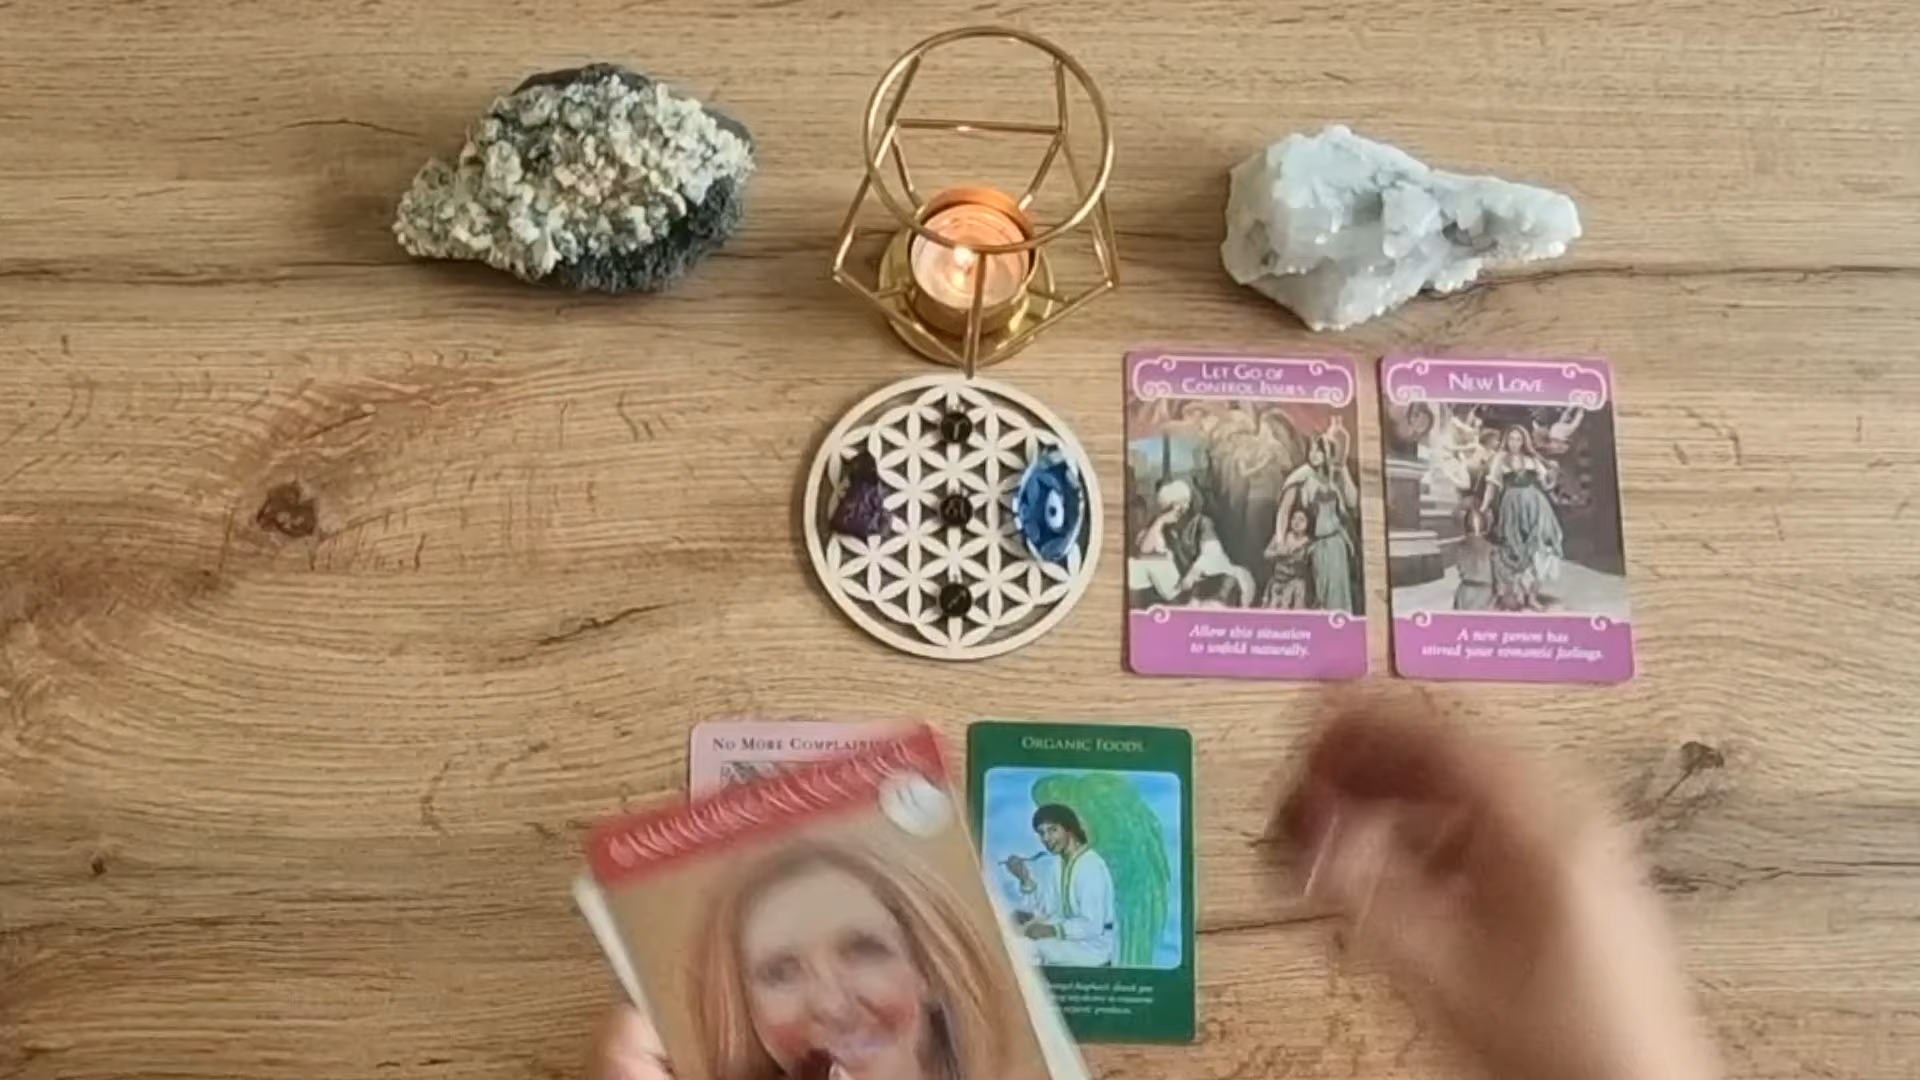 LET GO OF
CONTROL ISSUES
Allow this situation
to unfold naturally.
NEW LOVE
A new person has
stirred your romantic feelings.
NO MORE COMPLAINING
ORGANIC FOODS